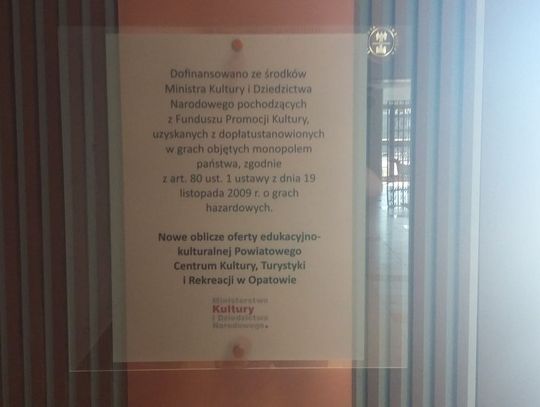 Dofinansowano ze środków
Ministra Kultury i Dziedzictwa
Narodowego pochodzących
z Funduszu Promocji Kultury,
uzyskanych z dopłatustanowionych
w grach objętych monopolem
państwa, zgodnie
z art. 80 ust. 1 ustawy z dnia 19
listopada 2009 r. o grach
hazardowych.
Nowe oblicze oferty edukacyjno-
kulturalnej Powiatowego
Centrum Kultury, Turystyki
i Rekreacji w Opatowie
Ministerstwo
Kultury
i Dziedzictwa
Narodowego.